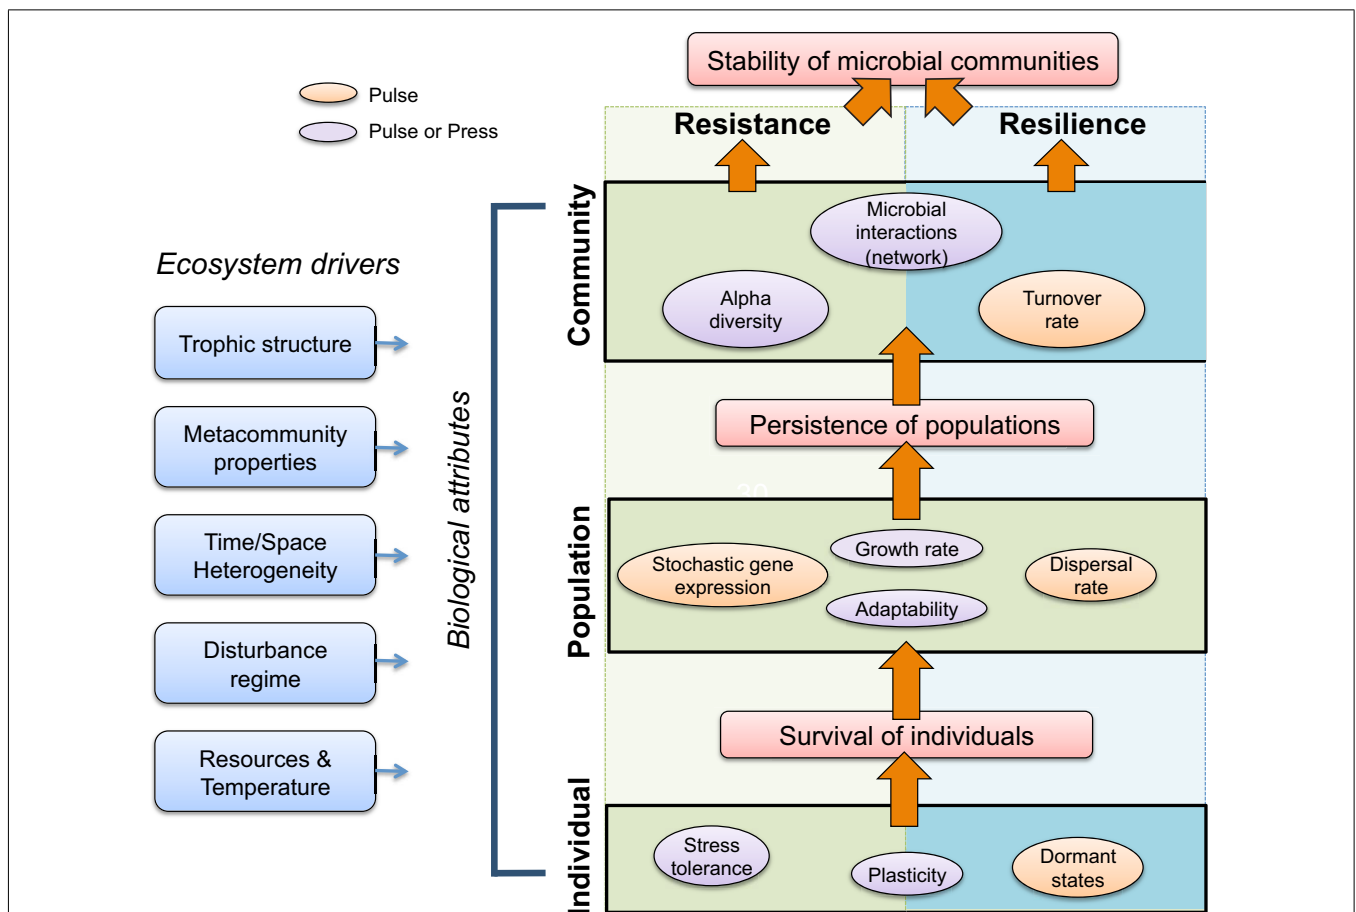 Stability of microbial communities
Pulse
Pulse or Press
Resistance
Resilience
Community
Microbial
interactions
(network)
Alpha
diversity
Turnover
rate
Ecosystem drivers
Trophic structure
Metacommunity
properties
Time/Space
Heterogeneity
Disturbance
regime
Resources &
Temperature
Biological attributes
Persistence of populations
30
Population
Stochastic gene
expression
Growth rate
Adaptability
Dispersal
rate
Survival of individuals
Individual
Stress
tolerance
Plasticity
Dormant
states